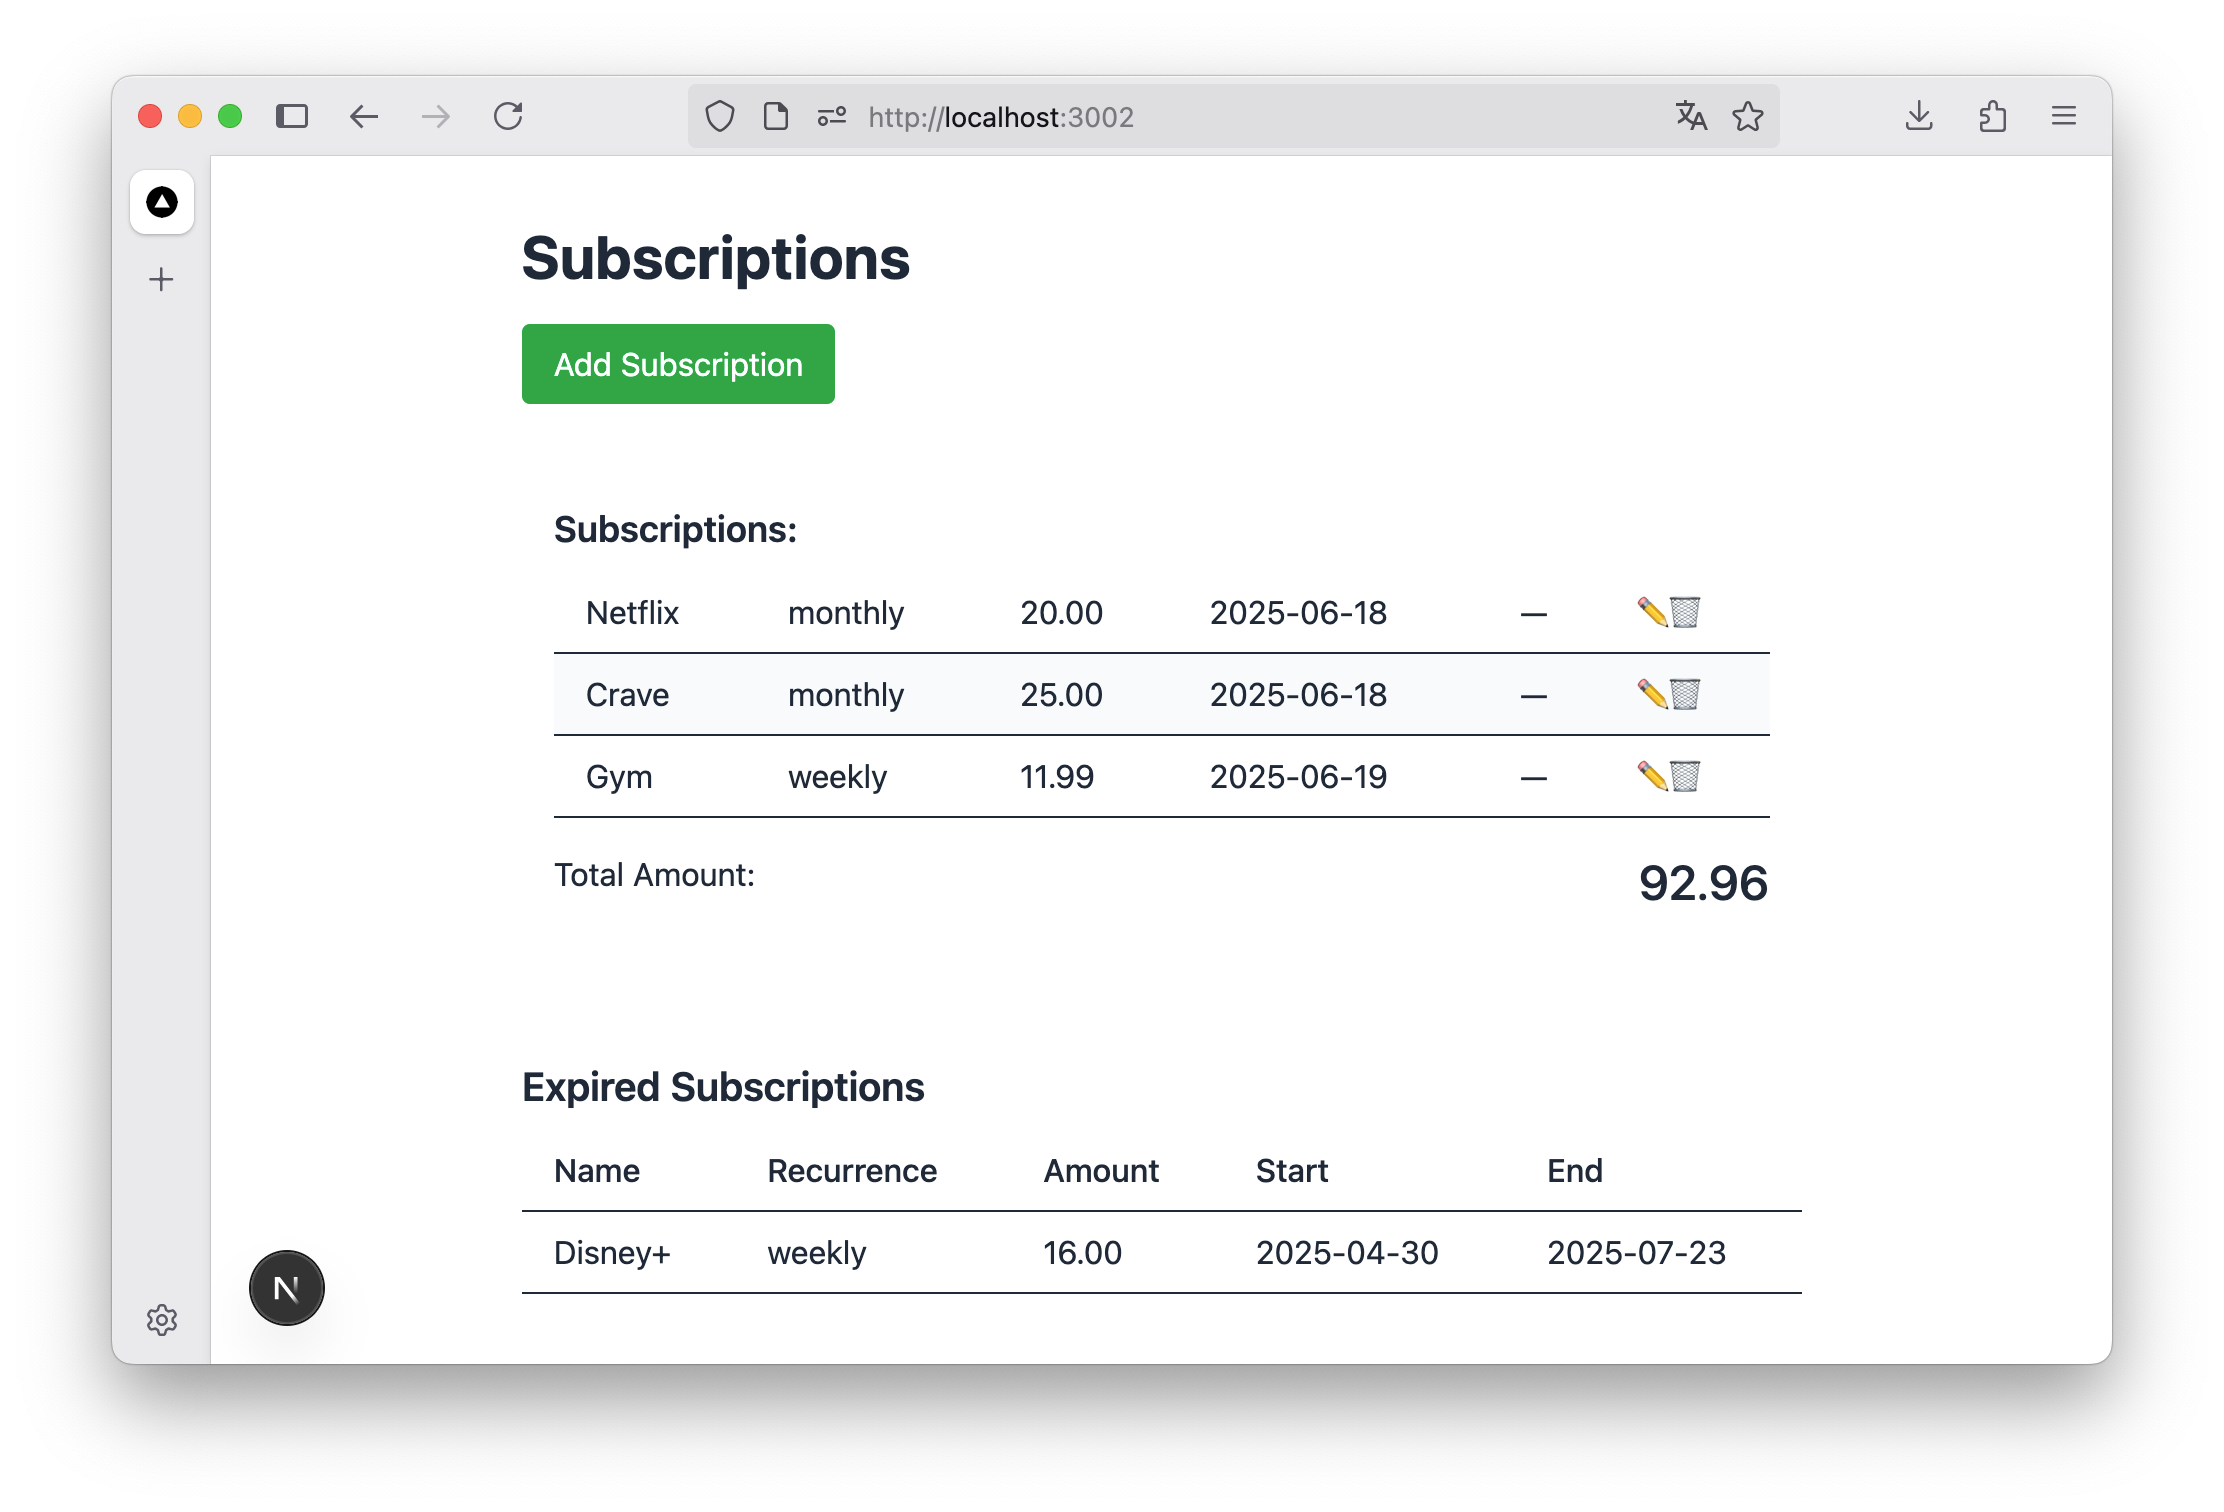 http://localhost:3002
Subscriptions
Add Subscription
Subscriptions:
Netflix monthly 20.00 2025-06-18 —
Crave monthly 25.00 2025-06-18 —
Gym weekly 11.99 2025-06-19 —
Total Amount: 92.96
Expired Subscriptions
Name Recurrence Amount Start End
Disney+ weekly 16.00 2025-04-30 2025-07-23
N